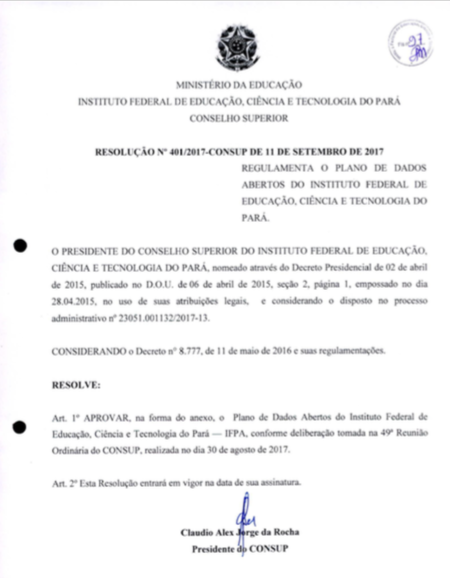 MINISTÉRIO DA EDUCAÇÃO
INSTITUTO FEDERAL DE EDUCAÇÃO, CIÊNCIA E TECNOLOGIA DO PARÁ
CONSELHO SUPERIOR
RESOLUÇÃO Nº 401/2017-CONSUP DE 11 DE SETEMBRO DE 2017
REGULAMENTA O PLANO DE DADOS
ABERTOS DO INSTITUTO FEDERAL DE
EDUCAÇÃO, CIÊNCIA E TECNOLOGIA DO
PARÁ.
O PRESIDENTE DO CONSELHO SUPERIOR DO INSTITUTO FEDERAL DE EDUCAÇÃO,
CIÊNCIA E TECNOLOGIA DO PARÁ, nomeado através do Decreto Presidencial de 02 de abril
de 2015, publicado no D.O.U. de 06 de abril de 2015, seção 2, página 1, empossado no dia
28.04.2015, no uso de suas atribuições legais, e considerando o disposto no processo
administrativo nº 23051.001132/2017-13.
CONSIDERANDO o Decreto nº 8.777, de 11 de maio de 2016 e suas regulamentações.
RESOLVE:
Art. 1º APROVAR, na forma do anexo, o Plano de Dados Abertos do Instituto Federal de
Educação, Ciência e Tecnologia do Pará — IFPA, conforme deliberação tomada na 49ª Reunião
Ordinária do CONSUP, realizada no dia 30 de agosto de 2017.
Art. 2º Esta Resolução entrará em vigor na data de sua assinatura.
Claudio Alex Jorge da Rocha
Presidente do CONSUP